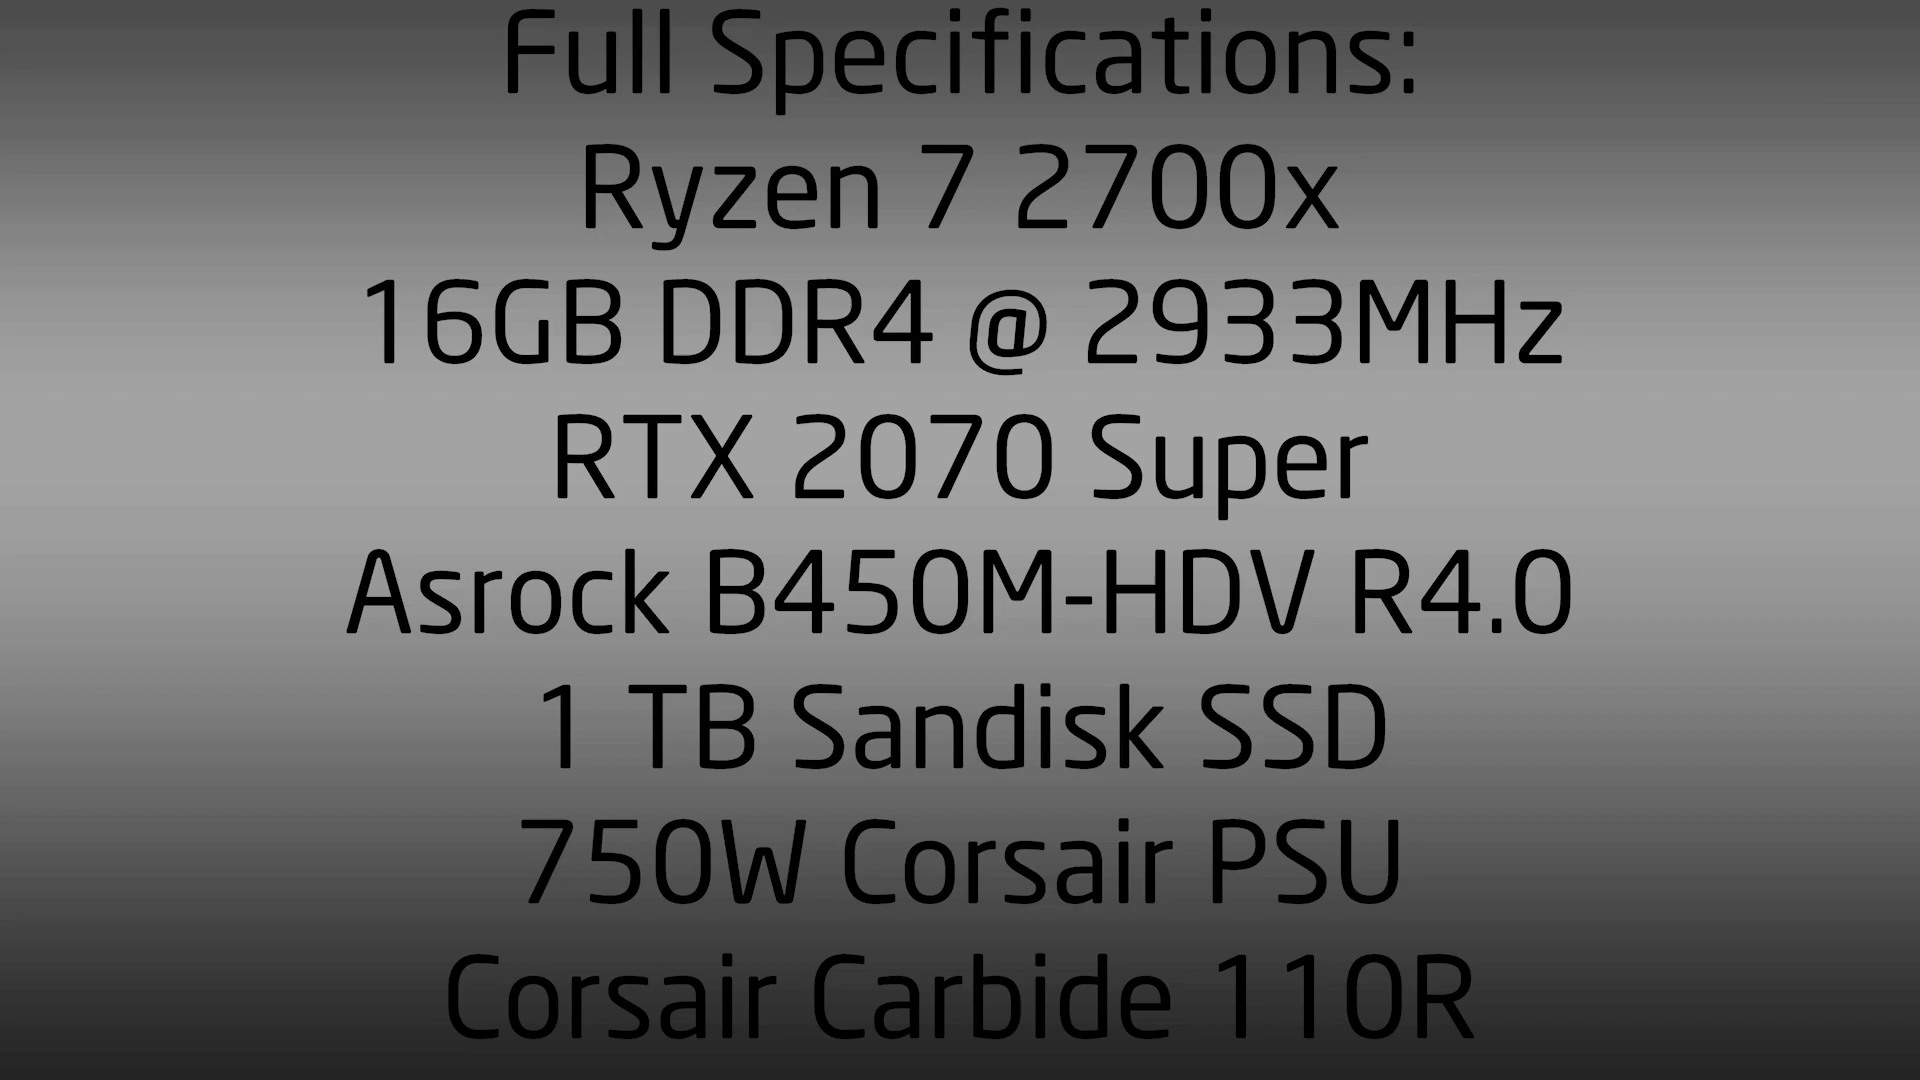 Full Specifications:
Ryzen 7 2700x
16GB DDR4 @ 2933MHz
RTX 2070 Super
Asrock B450M-HDV R4.0
1 TB Sandisk SSD
750W Corsair PSU
Corsair Carbide 110R